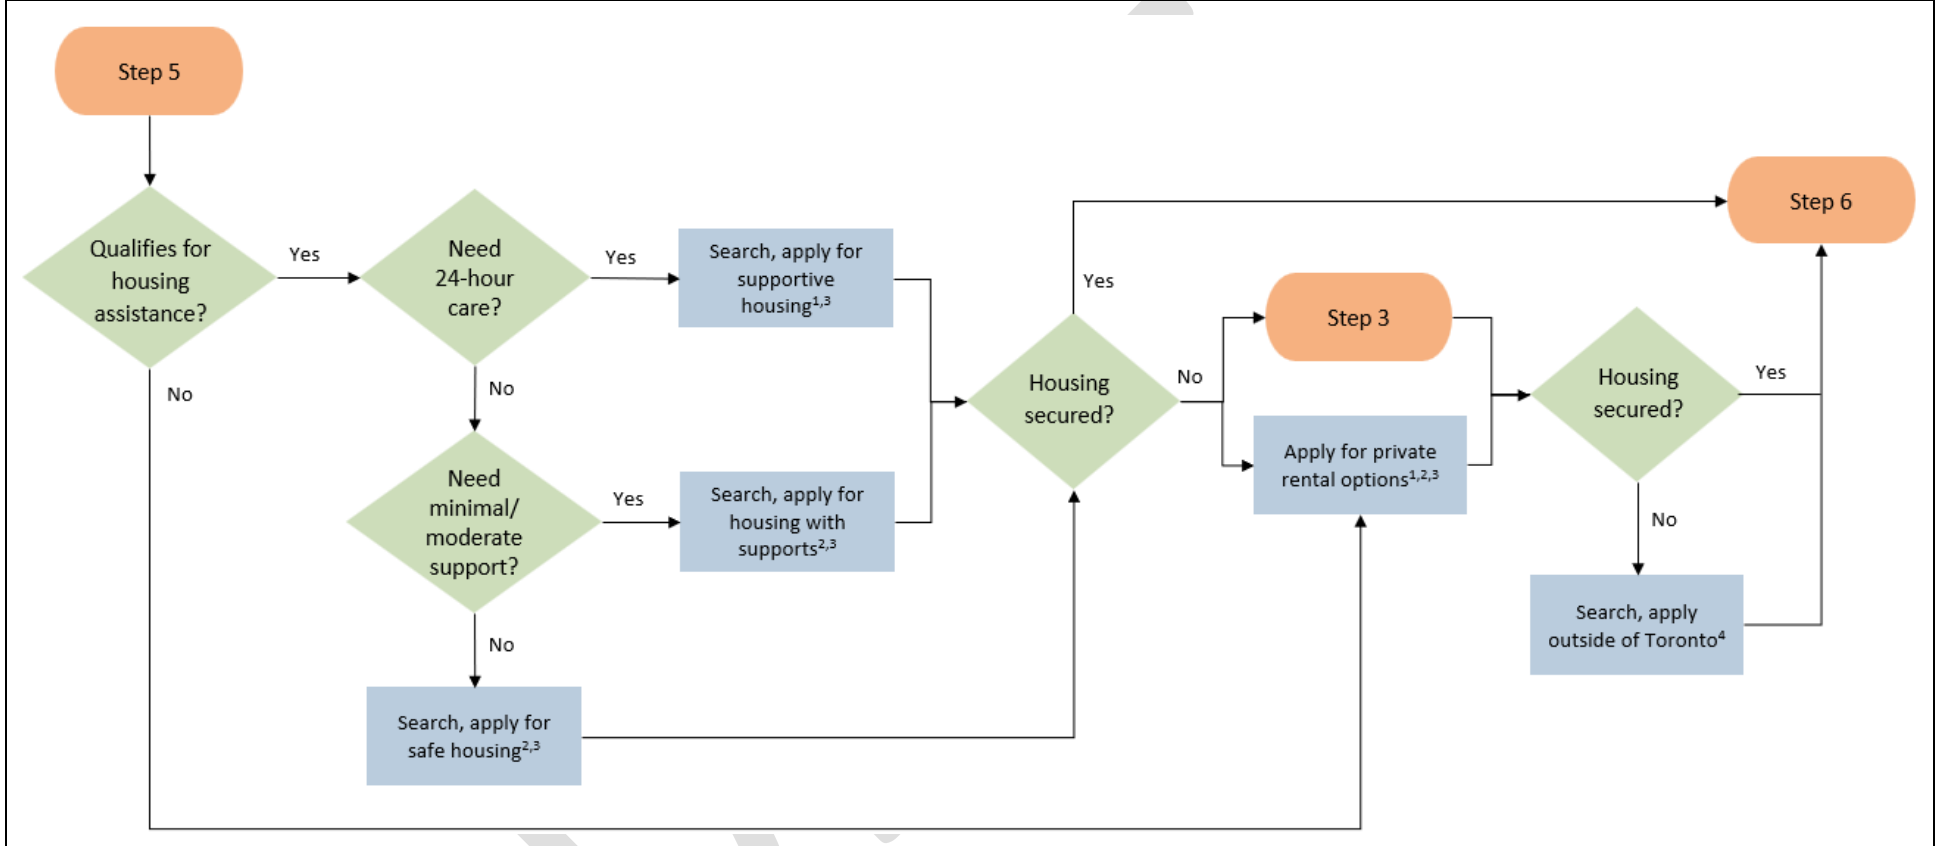 Step 5
Qualifies for
housing
assistance?
Yes
No
Need
24-hour
care?
Yes
No
Search, apply for
supportive
housing1,3
Need
minimal/
moderate
support?
Yes
No
Search, apply for
housing with
supports2,3
Search, apply for
safe housing2,3
Housing
secured?
Yes
No
Step 3
Apply for private
rental options1,2,3
Housing
secured?
Yes
No
Search, apply
outside of Toronto4
Step 6